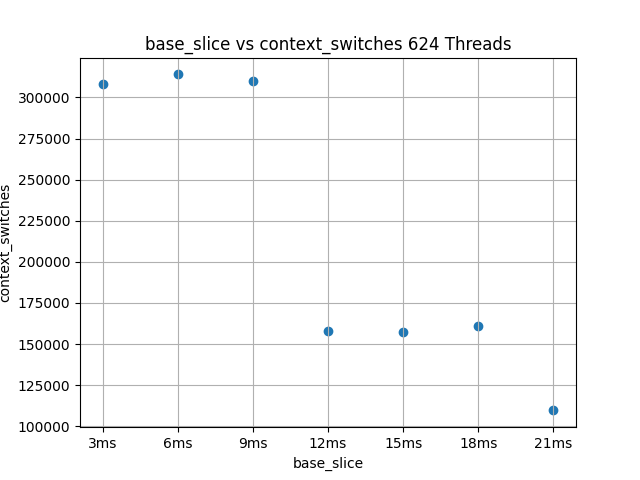 base_slice vs context_switches 624 Threads
context_switches
300000
275000
250000
225000
200000
175000
150000
125000
100000
3ms 6ms 9ms 12ms 15ms 18ms 21ms
base_slice